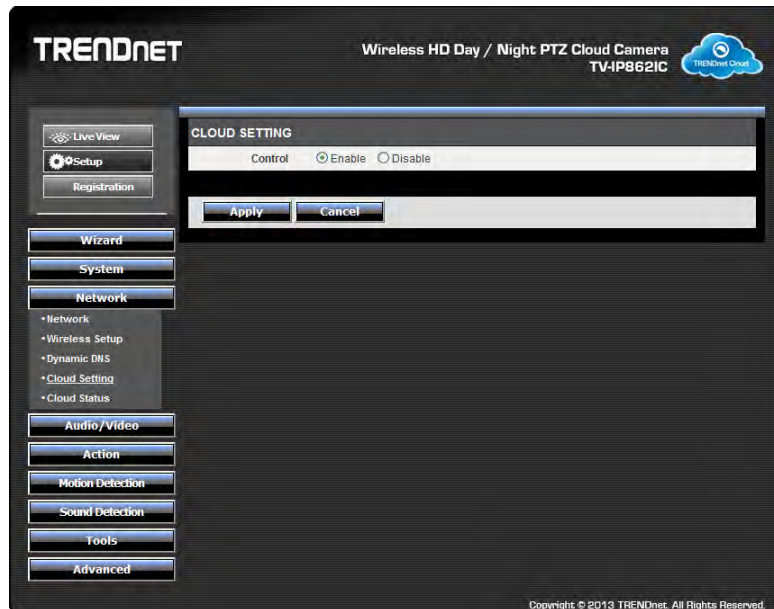 TRENDNET
Wireless HD Day / Night PTZ Cloud Camera
TV-IP862IC
TRENDnet Cloud
Live View
Setup
Registration
CLOUD SETTING
Control Enable Disable
Apply Cancel
Wizard
System
Network
•Network
•Wireless Setup
•Dynamic DNS
•Cloud Setting
•Cloud Status
Audio/Video
Action
Motion Detection
Sound Detection
Tools
Advanced
Copyright © 2013 TRENDnet. All Rights Reserved.